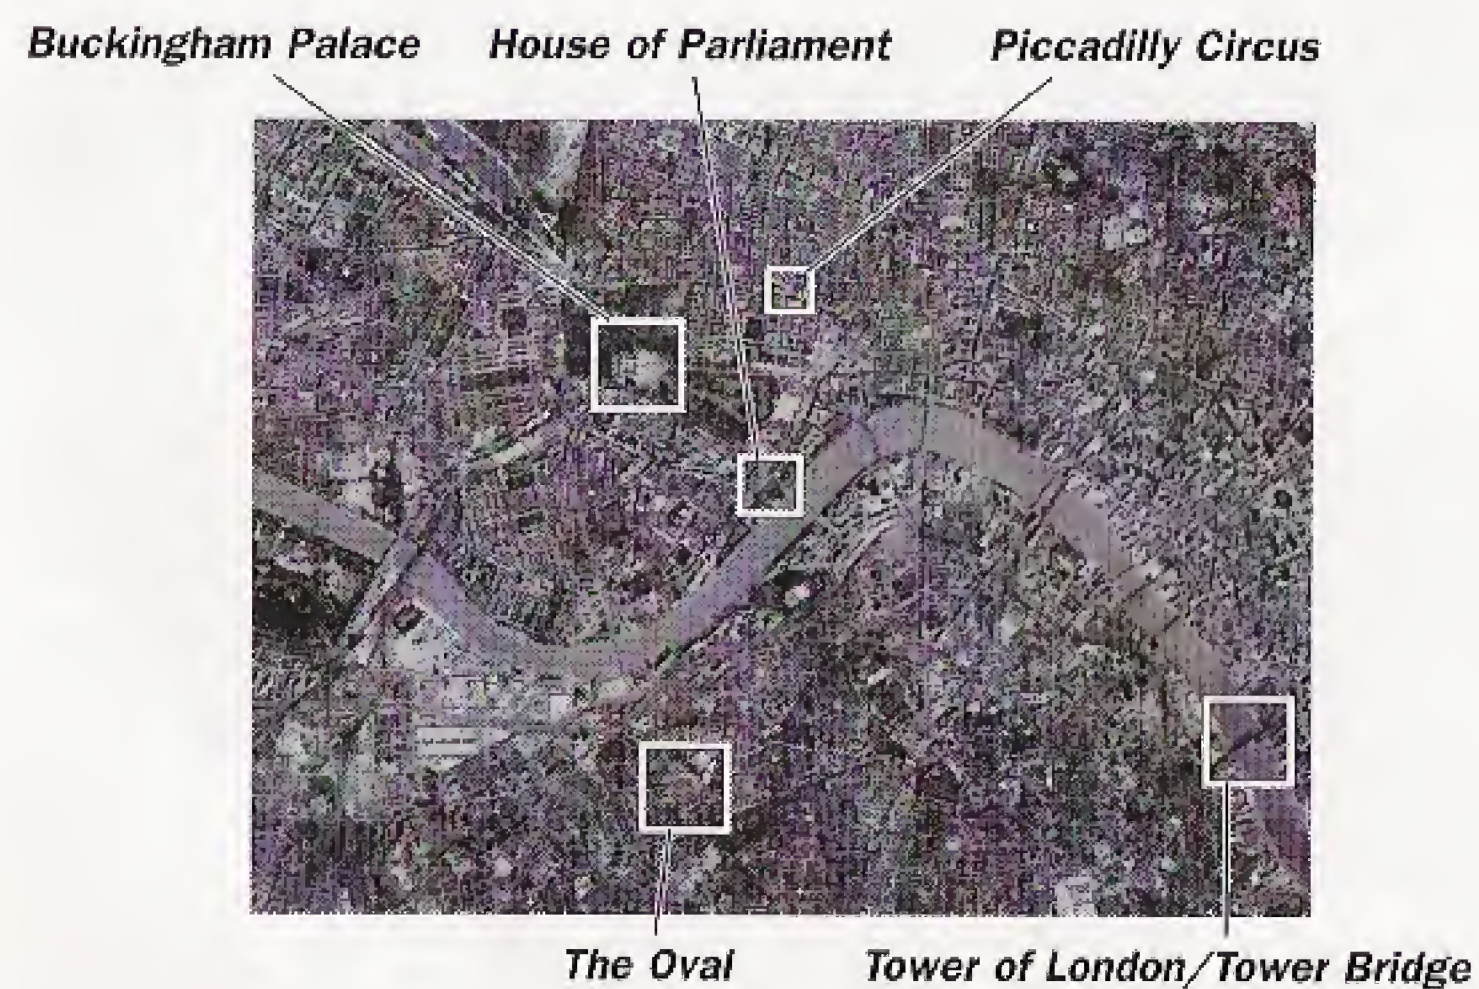 Buckingham Palace House of Parliament Piccadilly Circus
The Oval Tower of London/Tower Bridge